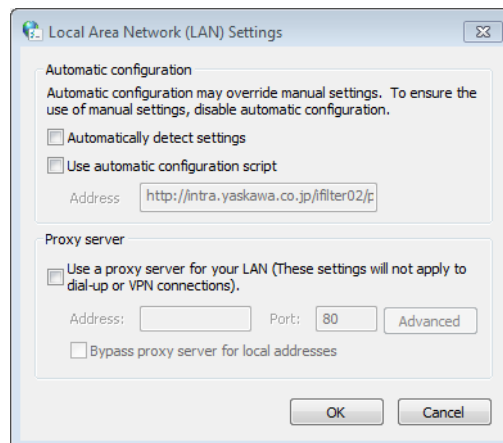 Local Area Network (LAN) Settings
Automatic configuration
Automatic configuration may override manual settings. To ensure the
use of manual settings, disable automatic configuration.
Automatically detect settings
Use automatic configuration script
Address http://intra.yaskawa.co.jp/ifilter02/p
Proxy server
Use a proxy server for your LAN (These settings will not apply to
dial-up or VPN connections).
Address: Port: 80 Advanced
Bypass proxy server for local addresses
OK Cancel